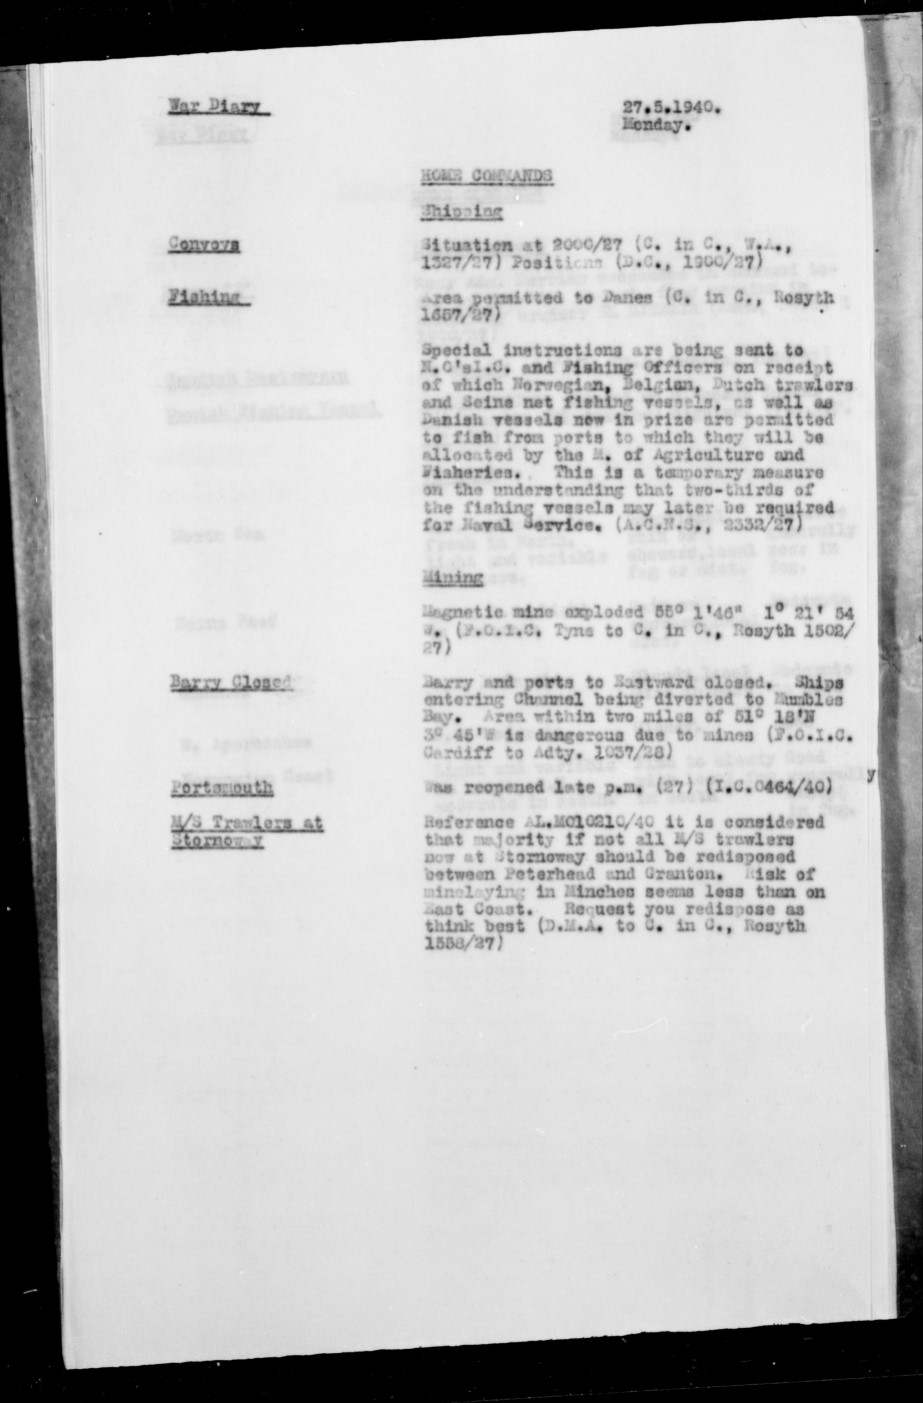 War Diary
27.5.1940.
Monday.
HOME COMMANDS
Shipping
Convoys
Situation at 2000/27 (C. in C., W.A.,
1327/27) Positions (D.C., 1900/27)
Fishing
Area permitted to Danes (C. in C., Rosyth
1657/27)
Special instructions are being sent to
N.O's I.C. and Fishing Officers on receipt
of which Norwegian, Belgian, Dutch trawlers
and Seine net fishing vessels, as well as
Danish vessels now in prize are permitted
to fish from ports to which they will be
allocated by the M. of Agriculture and
Fisheries. This is a temporary measure
on the understanding that two-thirds of
the fishing vessels may later be required
for Naval Service. (A.C.N.S., 2332/27)
Mining
Magnetic mine exploded 55° 1'46" 1° 21' 54
W. (F.O.I.C. Tyne to C. in C., Rosyth 1502/
27)
Barry Closed
Barry and ports to Eastward closed. Ships
entering Channel being diverted to Mumbles
Bay. Area within two miles of 51° 18'N
3° 45'W is dangerous due to mines (F.O.I.C.
Cardiff to Adty. 1037/28)
Portsmouth
Was reopened late p.m. (27) (I.C.0464/40)
y
M/S Trawlers at
Stornoway
Reference AL.M010210/40 it is considered
that majority if not all M/S trawlers
now at Stornoway should be redisposed
between Peterhead and Granton. Risk of
minelaying in Minches seems less than on
East Coast. Request you redispose as
think best (D.M.A. to C. in C., Rosyth
1556/27)